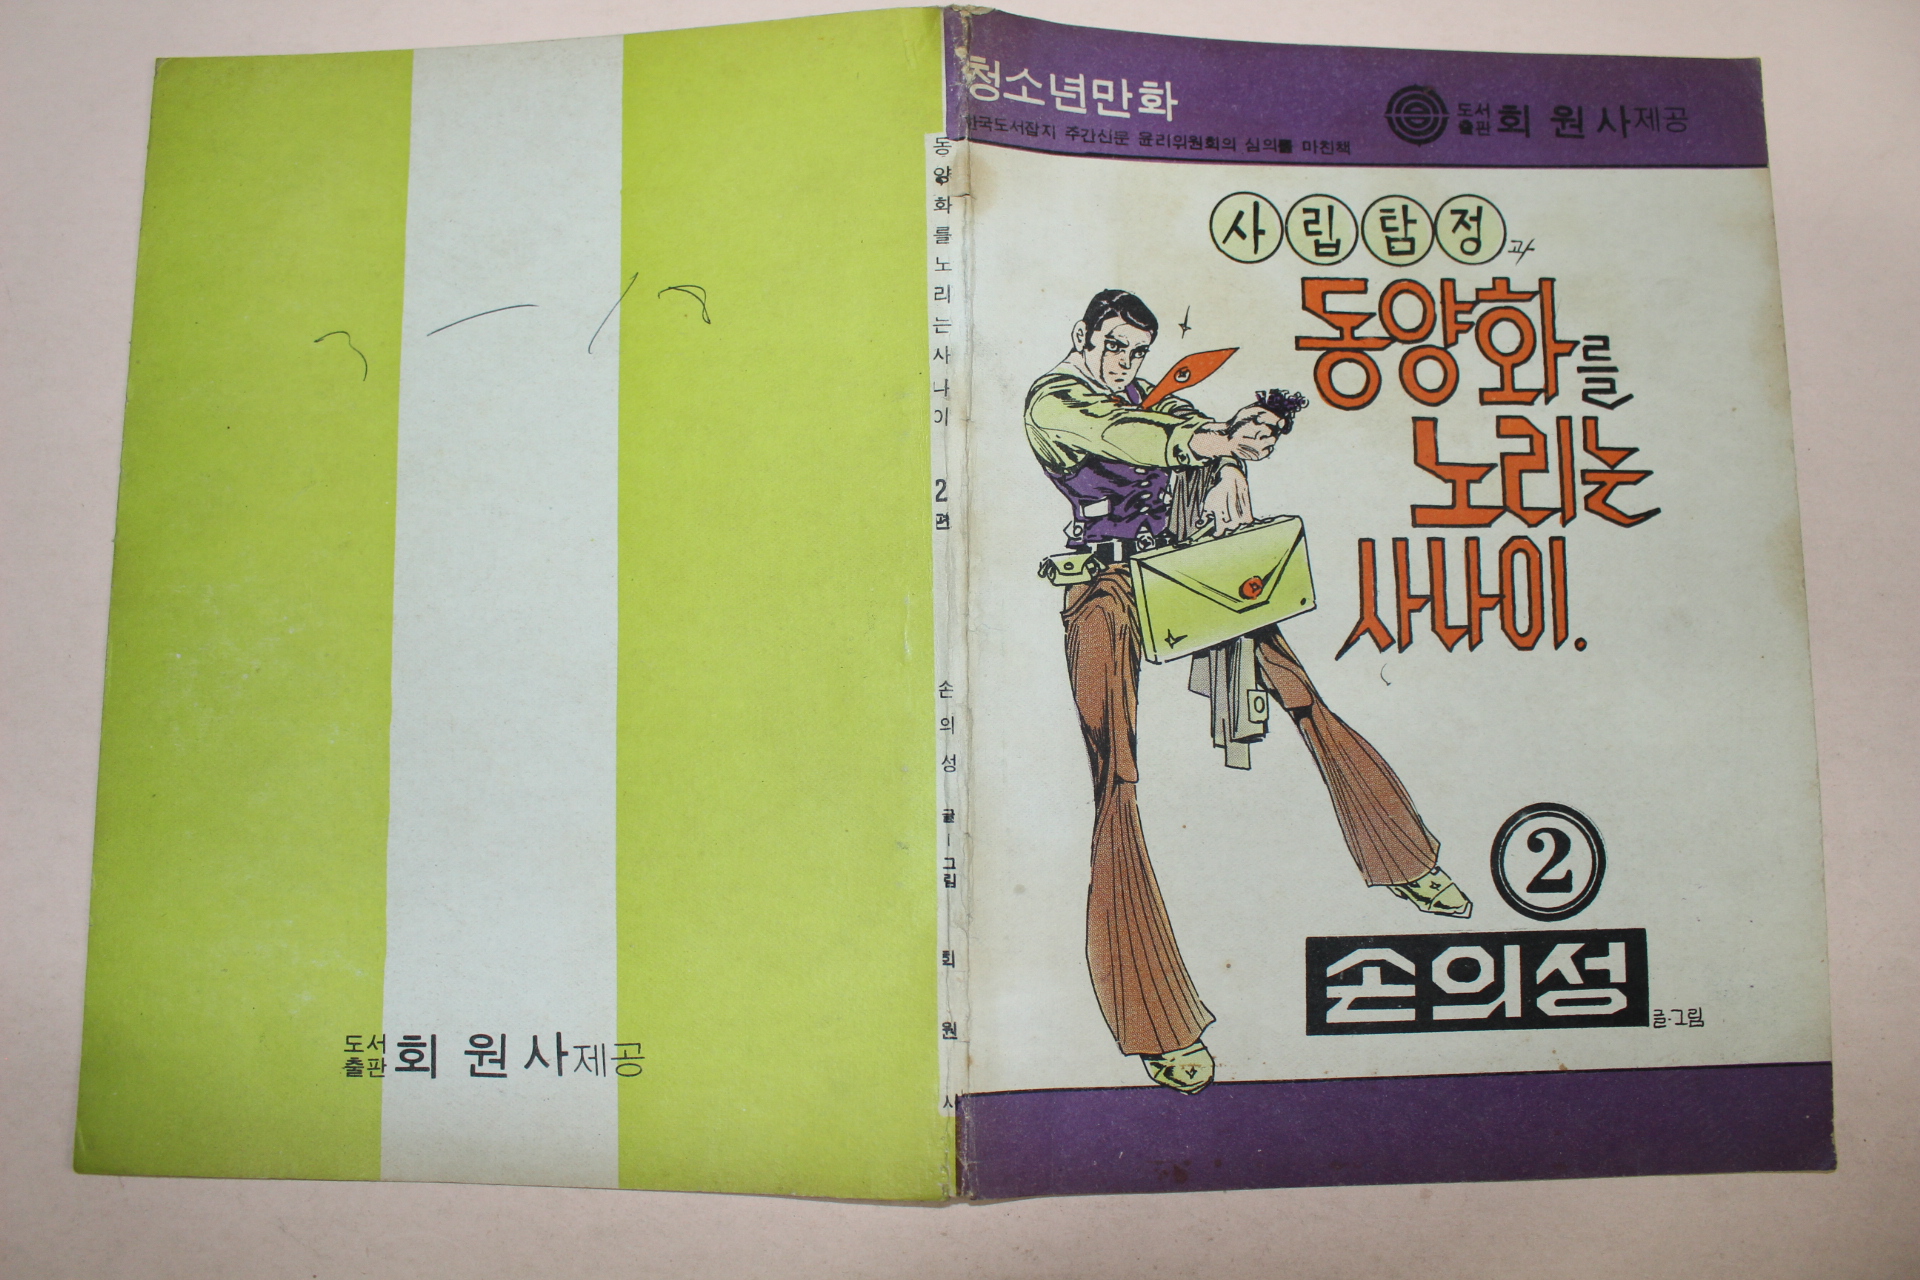 청소년만화
한국도서잡지 주간신문 윤리위원회의 심의를 마친책
도서출판 회원사제공
사립탐정과
동양화를
노리는
사나이.
2
손의성 글·그림
동양화를노리는사나이 2편 손의성 글·그림 회원사
도서출판 회원사제공